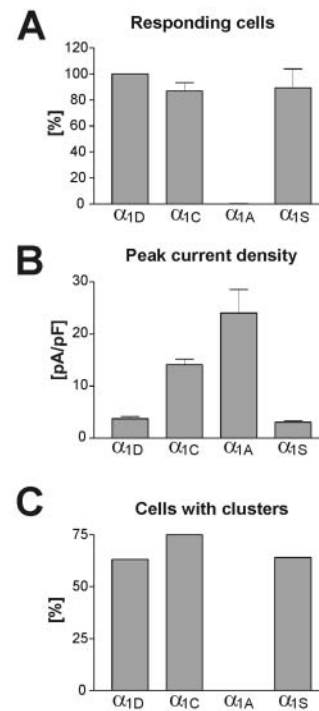 A
Responding cells
[%]
120
100
80
60
40
20
0
α1D α1C α1A α1S
B
Peak current density
[pA/pF]
30
20
10
0
α1D α1C α1A α1S
C
Cells with clusters
[%]
75
50
25
0
α1D α1C α1A α1S